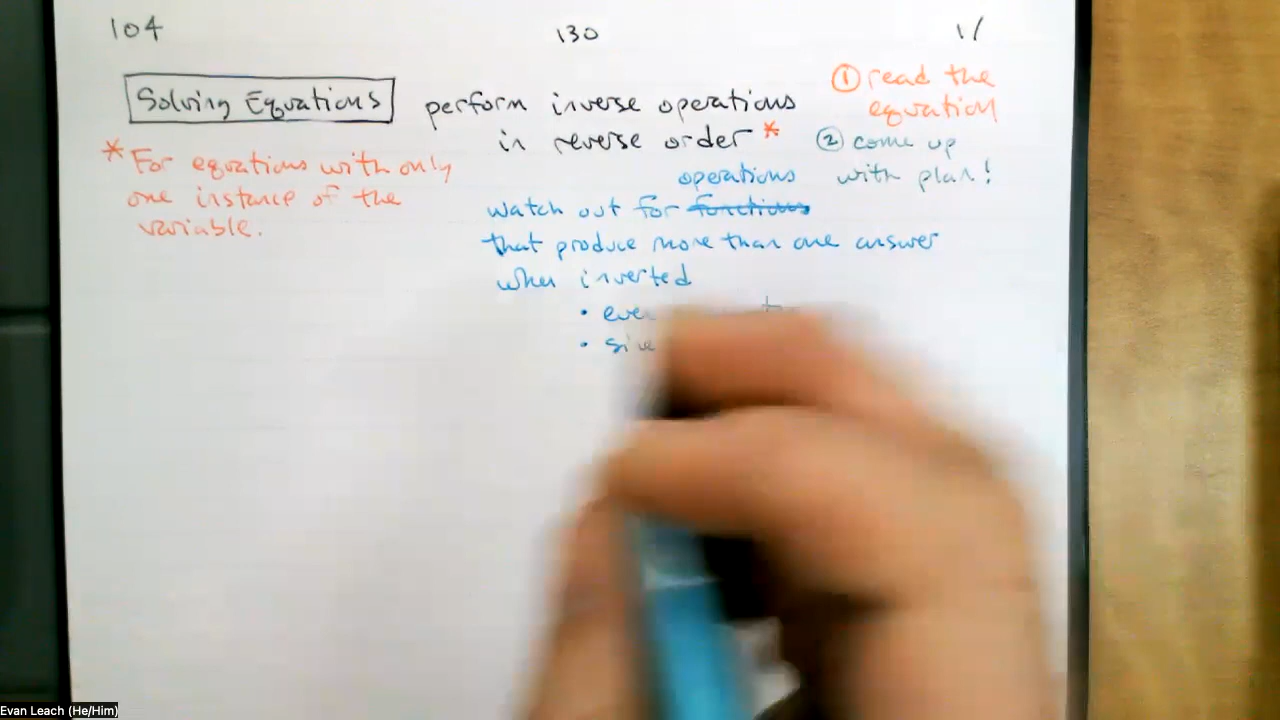 104 130 11
Solving Equations
perform inverse operations
in reverse order *
① read the
equation
② come up
with plan!
* For equations with only
one instance of the
variable.
operations
watch out for functions
that produce more than one answer
when inverted
Evan Leach (He/Him)